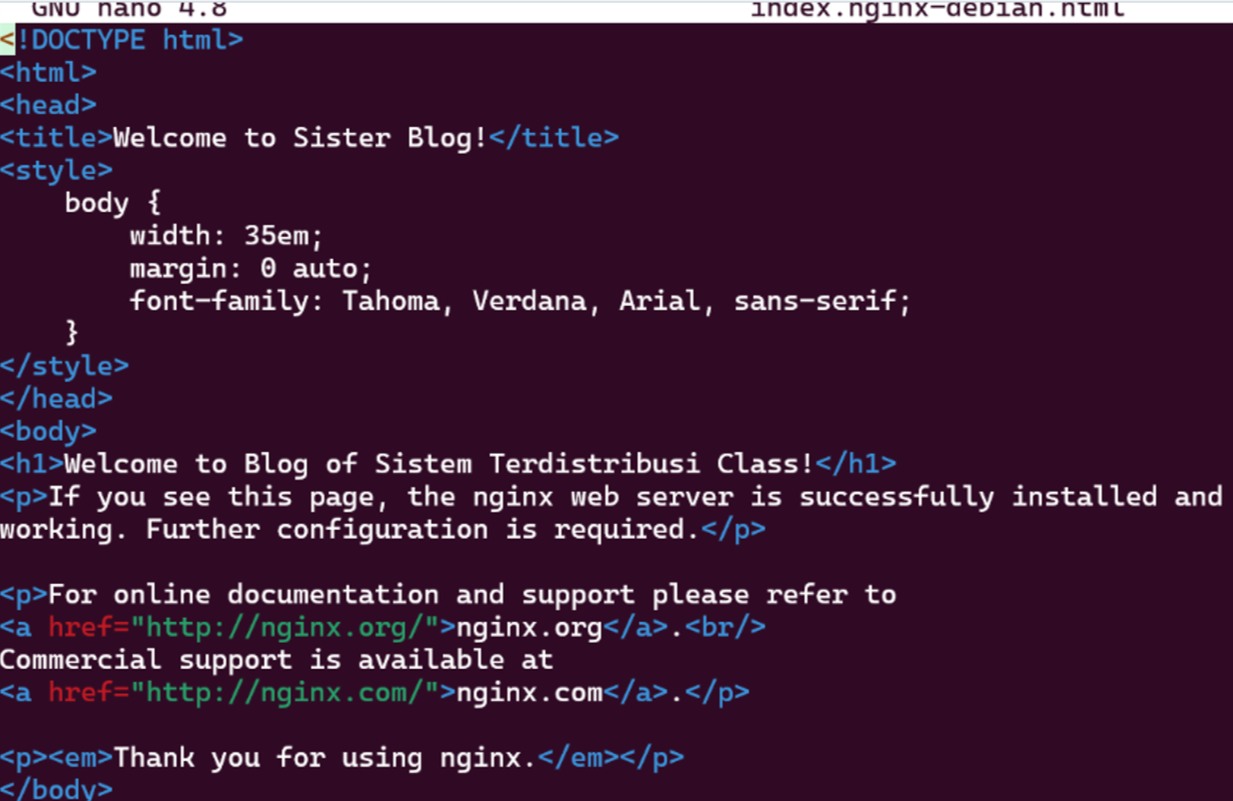 GNU nano 4.8 index.nginx-debian.html
<!DOCTYPE html>
<html>
<head>
<title>Welcome to Sister Blog!</title>
<style>
    body {
        width: 35em;
        margin: 0 auto;
        font-family: Tahoma, Verdana, Arial, sans-serif;
    }
</style>
</head>
<body>
<h1>Welcome to Blog of Sistem Terdistribusi Class!</h1>
<p>If you see this page, the nginx web server is successfully installed and
working. Further configuration is required.</p>

<p>For online documentation and support please refer to
<a href="http://nginx.org/">nginx.org</a>.<br/>
Commercial support is available at
<a href="http://nginx.com/">nginx.com</a>.</p>

<p><em>Thank you for using nginx.</em></p>
</body>